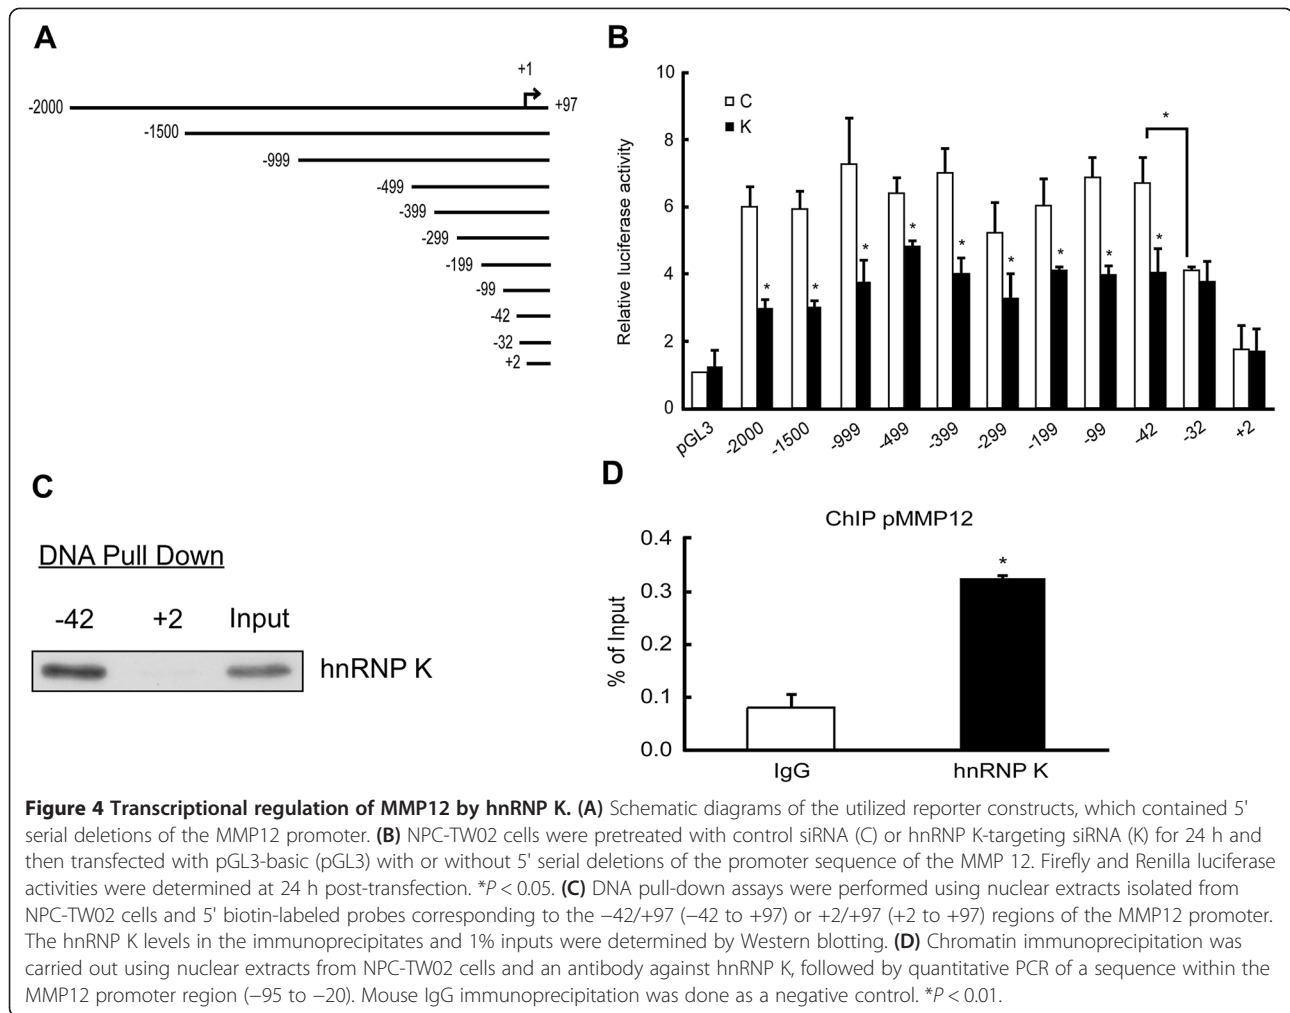 A
+1
-2000
+97
-1500
-999
-499
-399
-299
-199
-99
-42
-32
+2
B
10
8
6
4
2
0
Relative luciferase activity
C
K
*
*
*
*
*
*
*
*
*
*
pGL3
-2000
-1500
-999
-499
-399
-299
-199
-99
-42
-32
+2
C
DNA Pull Down
-42 +2 Input
hnRNP K
D
ChIP pMMP12
0.4
0.3
0.2
0.1
0.0
% of Input
*
IgG
hnRNP K
Figure 4 Transcriptional regulation of MMP12 by hnRNP K. (A) Schematic diagrams of the utilized reporter constructs, which contained 5'
serial deletions of the MMP12 promoter. (B) NPC-TW02 cells were pretreated with control siRNA (C) or hnRNP K-targeting siRNA (K) for 24 h and
then transfected with pGL3-basic (pGL3) with or without 5' serial deletions of the promoter sequence of the MMP 12. Firefly and Renilla luciferase
activities were determined at 24 h post-transfection. *P < 0.05. (C) DNA pull-down assays were performed using nuclear extracts isolated from
NPC-TW02 cells and 5' biotin-labeled probes corresponding to the −42/+97 (−42 to +97) or +2/+97 (+2 to +97) regions of the MMP12 promoter.
The hnRNP K levels in the immunoprecipitates and 1% inputs were determined by Western blotting. (D) Chromatin immunoprecipitation was
carried out using nuclear extracts from NPC-TW02 cells and an antibody against hnRNP K, followed by quantitative PCR of a sequence within the
MMP12 promoter region (−95 to −20). Mouse IgG immunoprecipitation was done as a negative control. *P < 0.01.